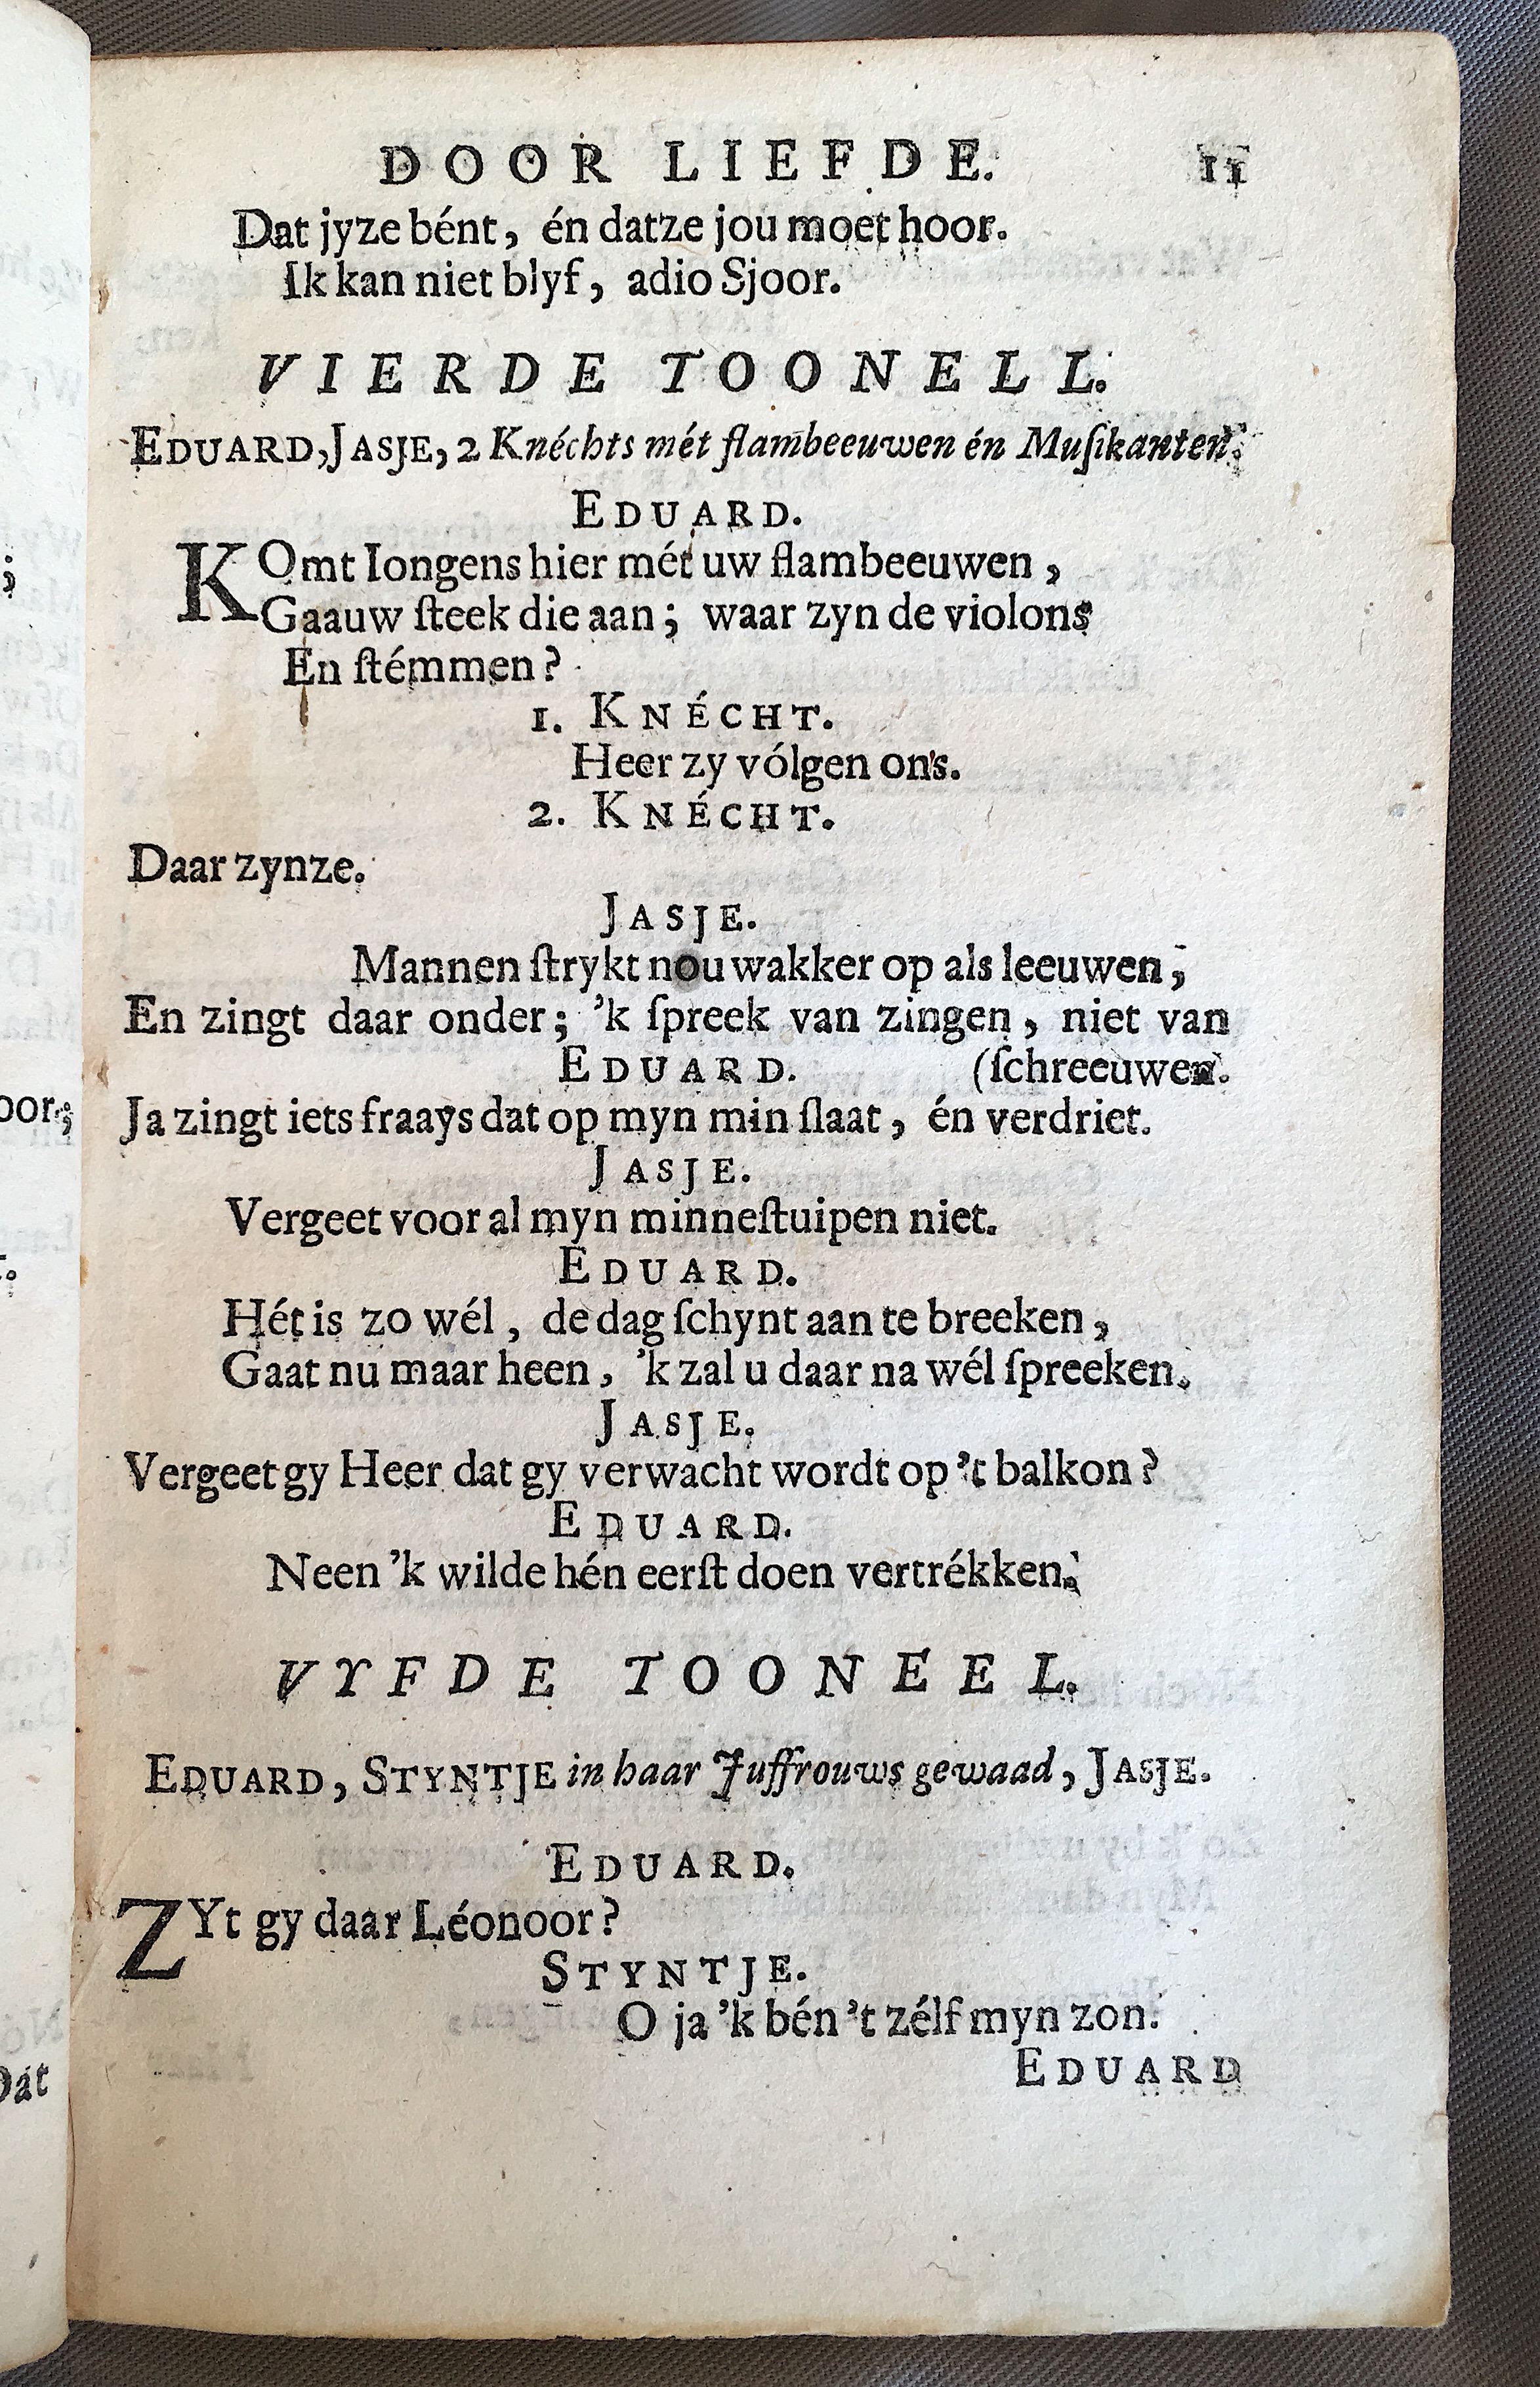 DOOR LIEFDE. 11
Dat jyze bént, én datze jou moet hoor.
Ik kan niet blyf, adio Sjoor.
VIERDE TOONELL.
EDUARD, JASJE, 2 Knéchts mét flambeeuwen én Muſikanten.
EDUARD.
KOmt Iongens hier mét uw flambeeuwen,
Gaauw ſteek die aan; waar zyn de violons
En ſtémmen?
1. KNÉCHT.
Heer zy vólgen ons.
2. KNÉCHT.
Daar zynze.
JASJE.
Mannen ſtrykt nou wakker op als leeuwen,
En zingt daar onder; 'k ſpreek van zingen, niet van
EDUARD. (ſchreeuwen.
Ja zingt iets fraays dat op myn min ſlaat, én verdriet.
JASJE.
Vergeet voor al myn minneſtuipen niet.
EDUARD.
Hét is zo wél, de dag ſchynt aan te breeken,
Gaat nu maar heen, 'k zal u daar na wél ſpreeken.
JASJE.
Vergeet gy Heer dat gy verwacht wordt op 't balkon?
EDUARD.
Neen 'k wilde hén eerſt doen vertrékken.
VYFDE TOONEEL.
EDUARD, STYNTJE in haar Juffrouws gewaad, JASJE.
EDUARD.
ZYt gy daar Léonoor?
STYNTJE.
O ja 'k bén 't zélf myn zon.
EDUARD
;
oor;
Dat